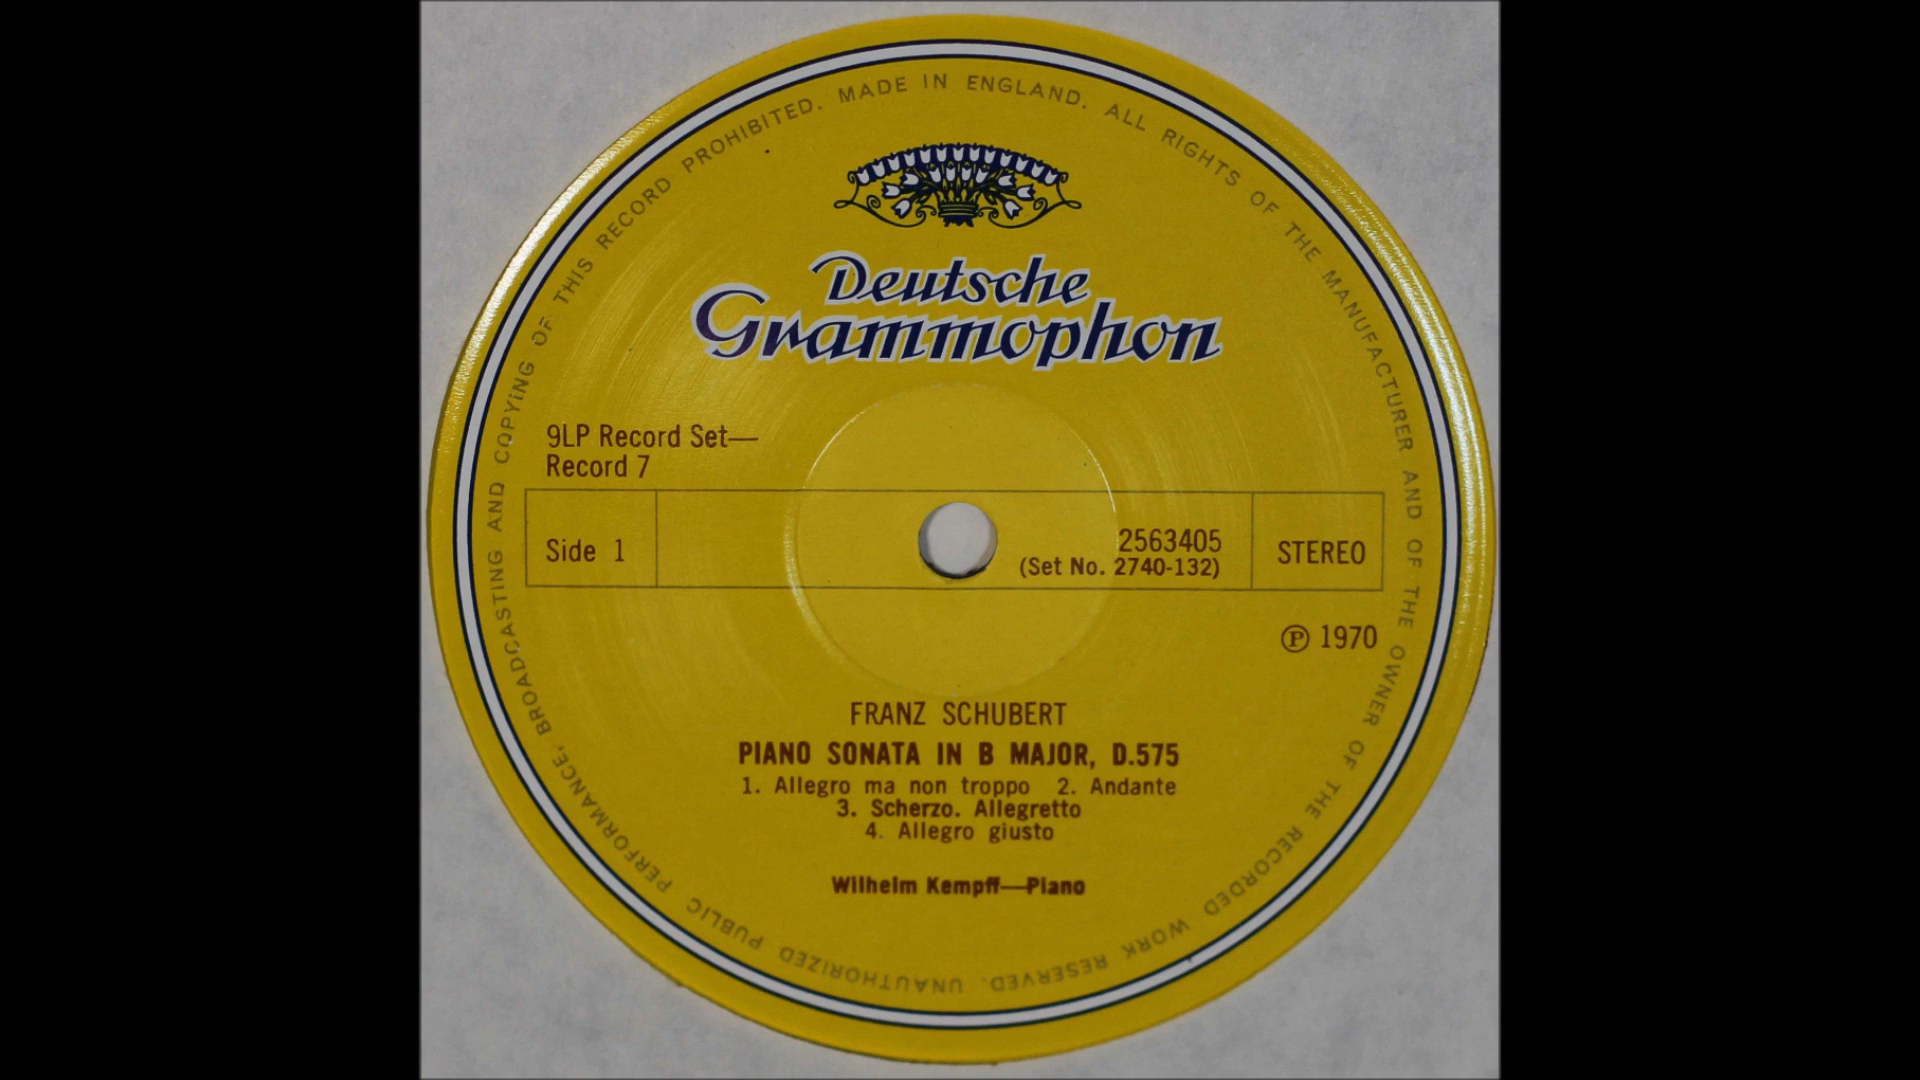 MADE IN ENGLAND. ALL RIGHTS OF THE MANUFACTURER AND OF THE OWNER OF THE RECORDED WORK RESERVED. UNAUTHORIZED PUBLIC PERFORMANCE, BROADCASTING AND COPYING OF THIS RECORD PROHIBITED.
Deutsche
Grammophon
9LP Record Set—
Record 7
Side 1
2563405
(Set No. 2740-132)
STEREO
℗ 1970
FRANZ SCHUBERT
PIANO SONATA IN B MAJOR, D.575
1. Allegro ma non troppo 2. Andante
3. Scherzo. Allegretto
4. Allegro giusto
Wilhelm Kempff—Piano